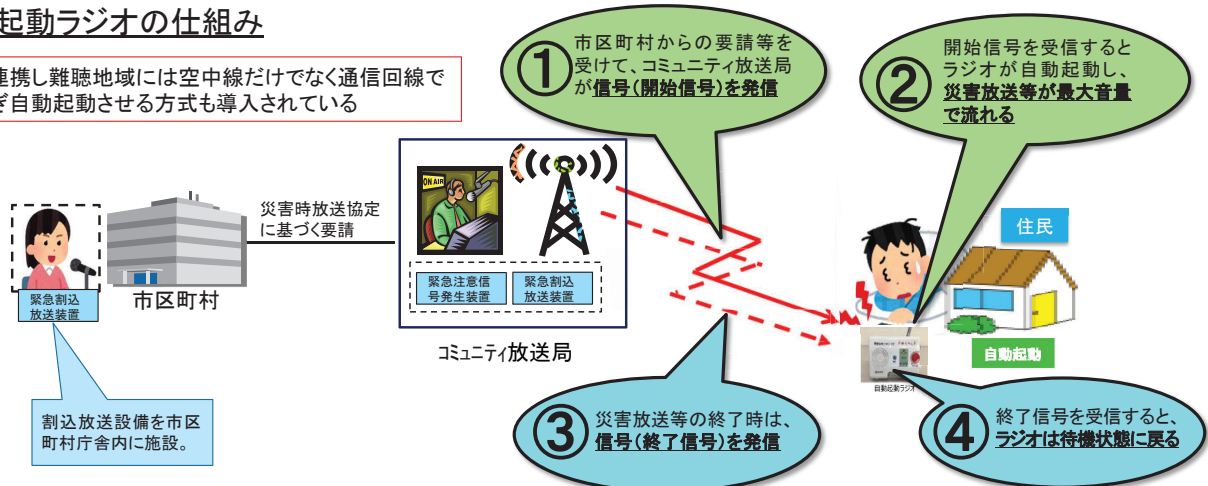 起動ラジオの仕組み
連携し難聴地域には空中線だけでなく通信回線で
ぎ自動起動させる方式も導入されている
①
市区町村からの要請等を
受けて、コミュニティ放送局
が信号(開始信号)を発信
②
開始信号を受信すると
ラジオが自動起動し、
災害放送等が最大音量
で流れる
ON AIR
災害時放送協定
に基づく要請
住民
緊急割込
放送装置
市区町村
緊急注意信
号発生装置
緊急割込
放送装置
コミュニティ放送局
自動起動
自動起動ラジオ
割込放送設備を市区
町村庁舎内に施設。
③
災害放送等の終了時は、
信号(終了信号)を発信
④
終了信号を受信すると、
ラジオは待機状態に戻る